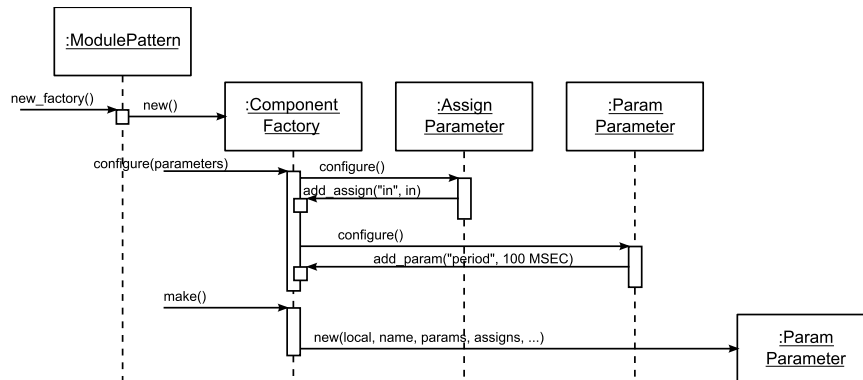 :ModulePattern
new_factory()
new()
:Component
Factory
:Assign
Parameter
:Param
Parameter
configure(parameters)
configure()
add_assign("in", in)
configure()
add_param("period", 100 MSEC)
make()
new(local, name, params, assigns, ...)
:Param
Parameter